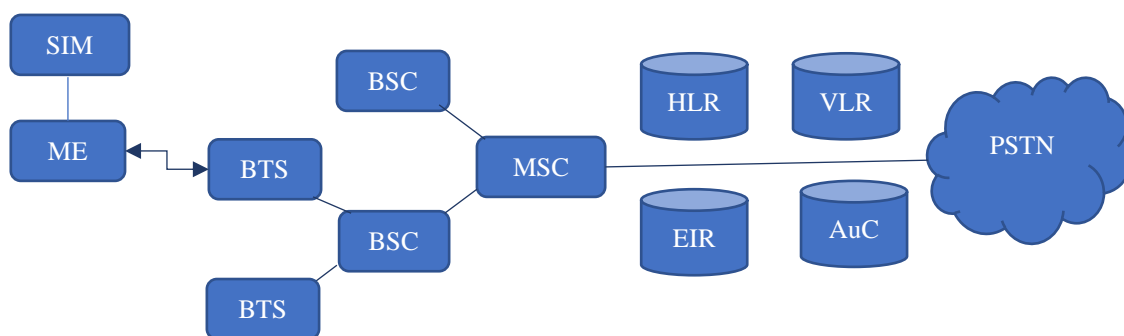 SIM
ME
BTS
BTS
BSC
BSC
MSC
HLR
VLR
EIR
AuC
PSTN